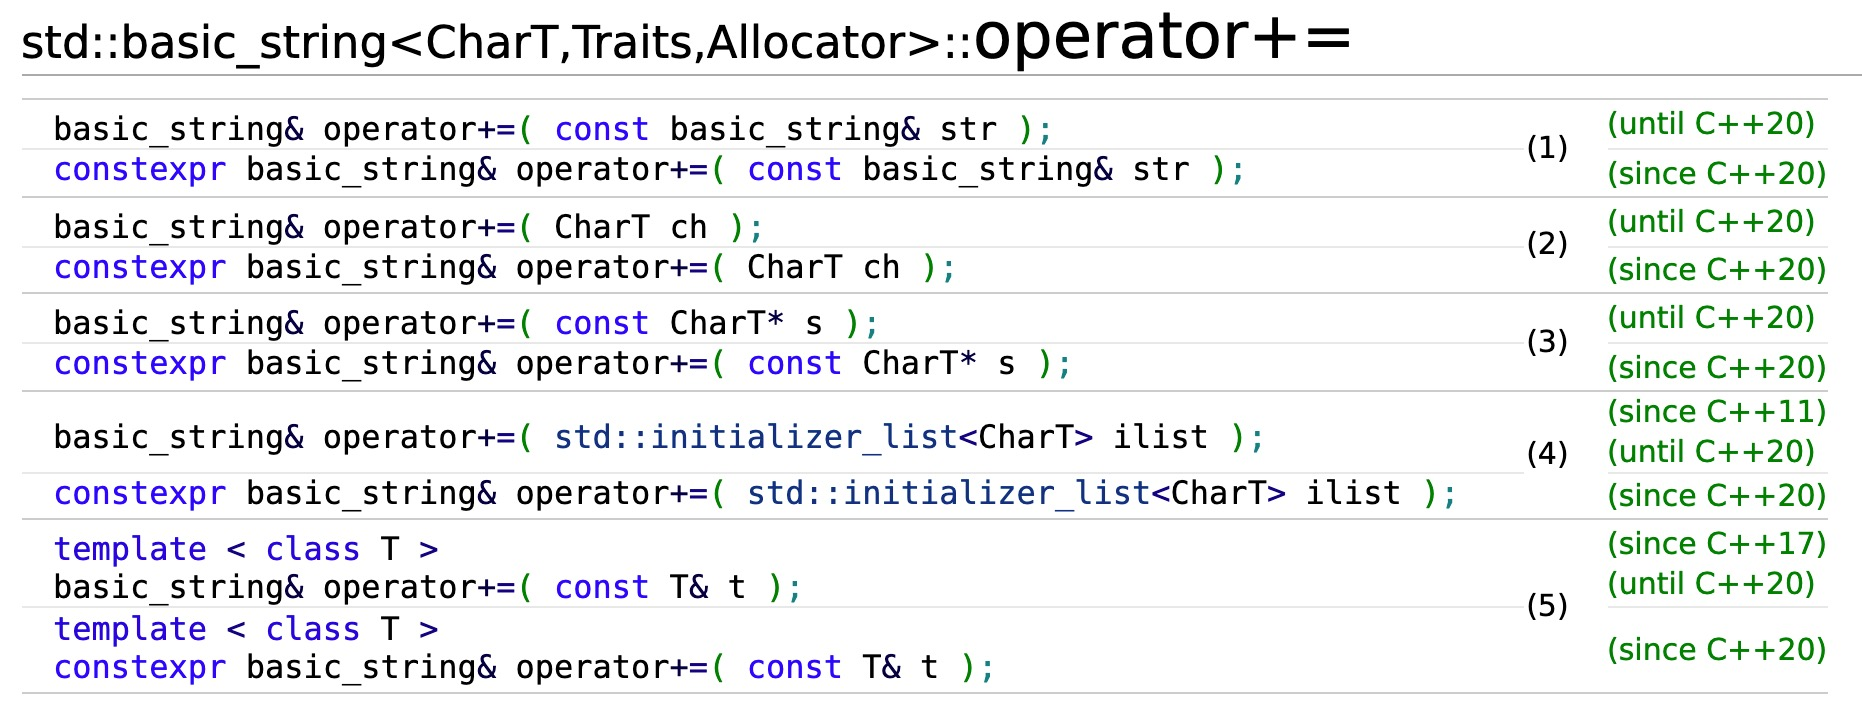 std::basic_string<CharT,Traits,Allocator>::operator+=
basic_string& operator+=( const basic_string& str ); (until C++20)
(1)
constexpr basic_string& operator+=( const basic_string& str ); (since C++20)
basic_string& operator+=( CharT ch ); (until C++20)
(2)
constexpr basic_string& operator+=( CharT ch ); (since C++20)
basic_string& operator+=( const CharT* s ); (until C++20)
(3)
constexpr basic_string& operator+=( const CharT* s ); (since C++20)
(since C++11)
basic_string& operator+=( std::initializer_list<CharT> ilist ); (until C++20)
(4)
constexpr basic_string& operator+=( std::initializer_list<CharT> ilist ); (since C++20)
template < class T > (since C++17)
basic_string& operator+=( const T& t ); (until C++20)
(5)
template < class T >
constexpr basic_string& operator+=( const T& t ); (since C++20)